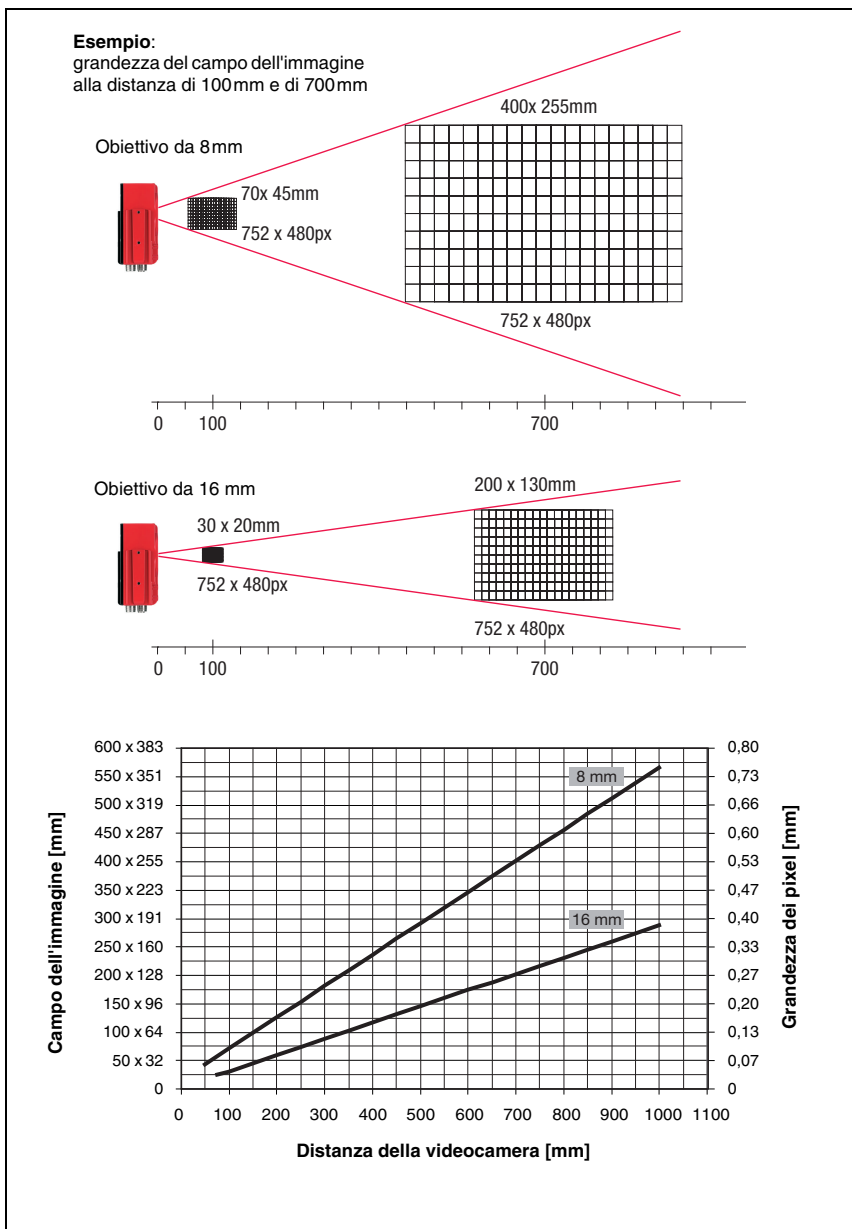 Esempio:
grandezza del campo dell'immagine
alla distanza di 100mm e di 700mm
400x 255mm
Obiettivo da 8mm
70x 45mm
752 x 480px
752 x 480px
0 100 700
Obiettivo da 16 mm
200 x 130mm
30 x 20mm
752 x 480px
752 x 480px
0 100 700
Campo dell'immagine [mm]
600 x 383
550 x 351
500 x 319
450 x 287
400 x 255
350 x 223
300 x 191
250 x 160
200 x 128
150 x 96
100 x 64
50 x 32
0
8 mm
16 mm
0,80
0,73
0,66
0,60
0,53
0,47
0,40
0,33
0,27
0,20
0,13
0,07
0
Grandezza dei pixel [mm]
0 100 200 300 400 500 600 700 800 900 1000 1100
Distanza della videocamera [mm]